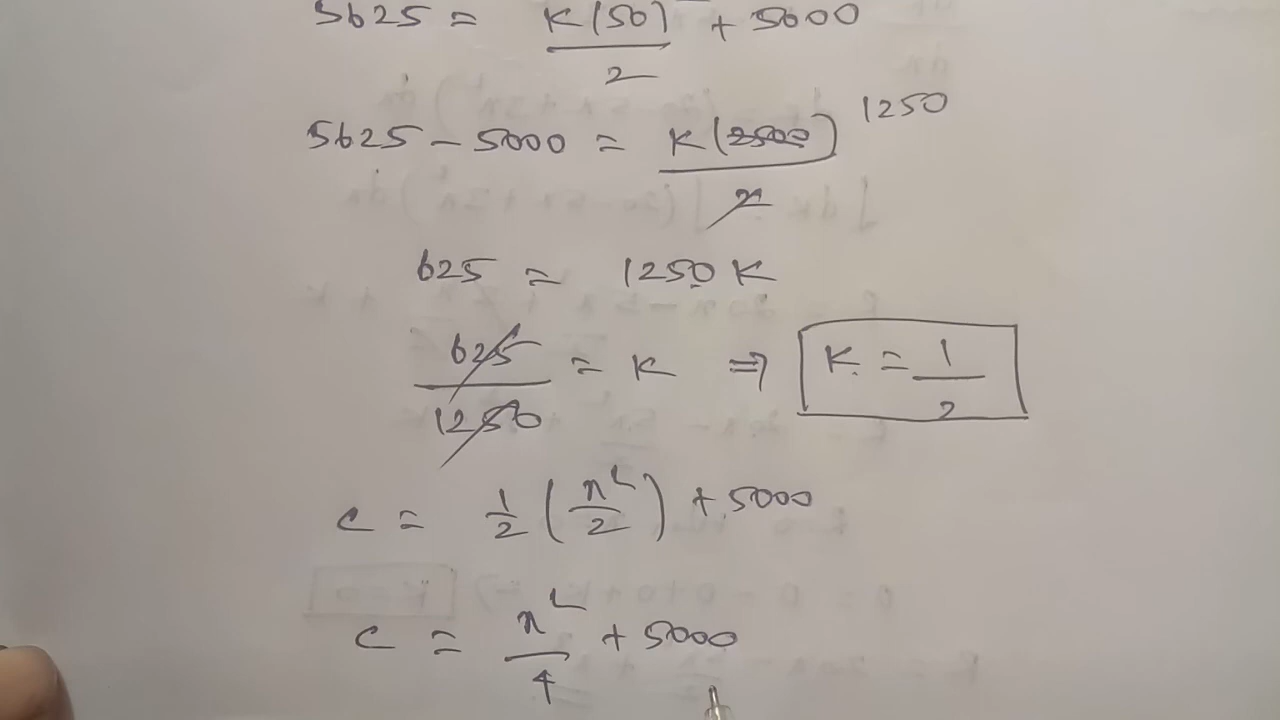 5625 = K(50)² / 2 + 5000
5625 - 5000 = K(2500) / 2 1250
625 = 1250 K
625 / 1250 = K ⇒ K = 1/2
c = 1/2 (x²/2) + 5000
c = x²/4 + 5000